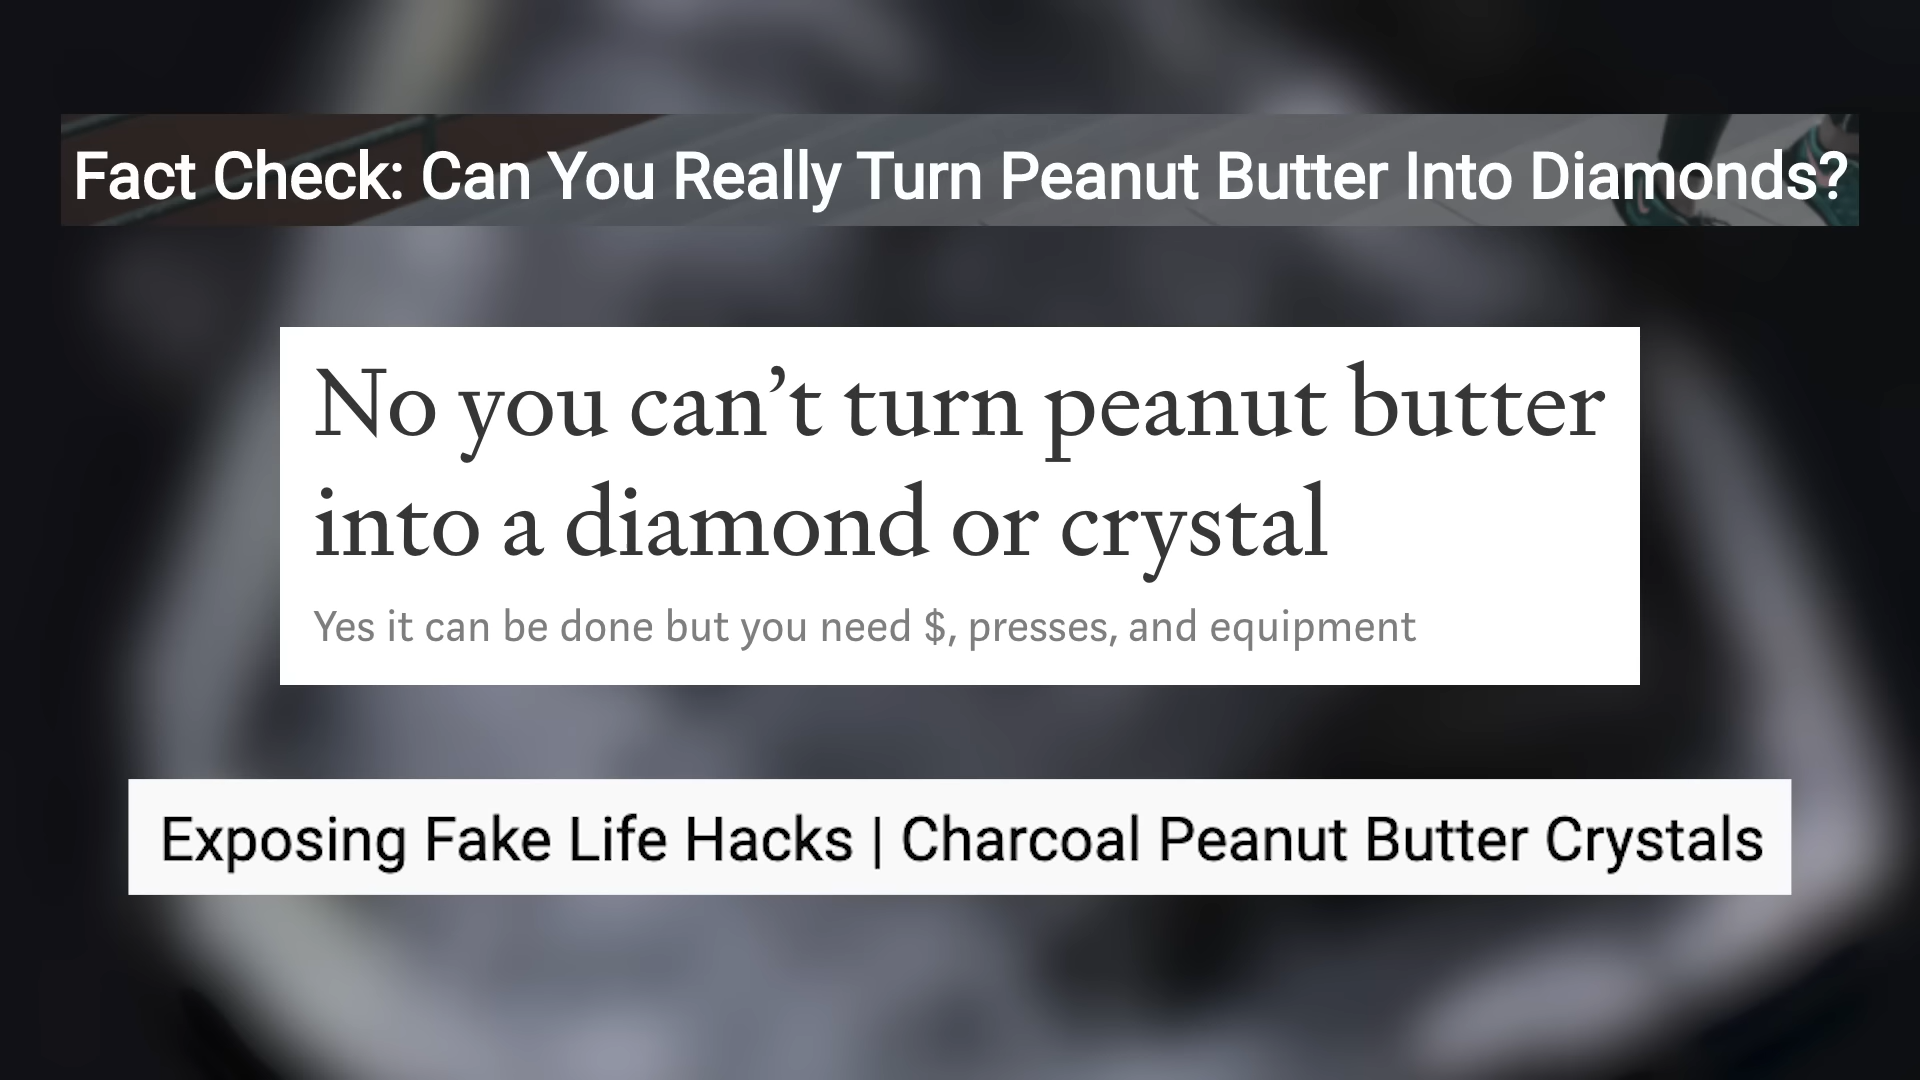 Fact Check: Can You Really Turn Peanut Butter Into Diamonds?
No you can’t turn peanut butter
into a diamond or crystal
Yes it can be done but you need $, presses, and equipment
Exposing Fake Life Hacks | Charcoal Peanut Butter Crystals